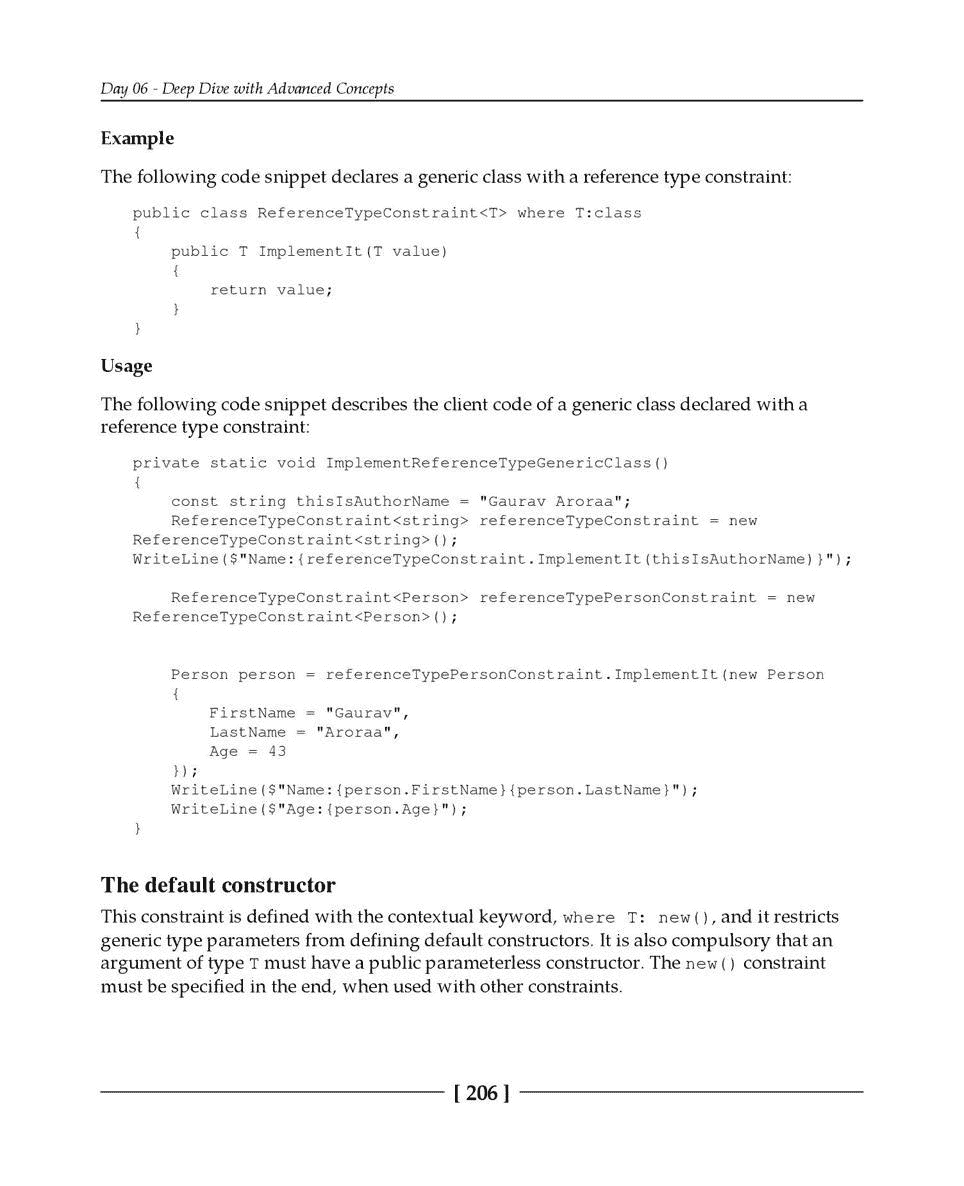 Day 06 - Deep Dive with Advanced Concepts
Example
The following code snippet declares a generic class with a reference type constraint:
public class ReferenceTypeConstraint<T> where T:class
{
public T ImplementIt(T value)
{
return value;
}
}
Usage
The following code snippet describes the client code of a generic class declared with a
reference type constraint:
private static void ImplementReferenceTypeGenericClass()
{
const string thisIsAuthorName = "Gaurav Aroraa";
ReferenceTypeConstraint<string> referenceTypeConstraint = new
ReferenceTypeConstraint<string>();
WriteLine($"Name:{referenceTypeConstraint.ImplementIt(thisIsAuthorName)}");
ReferenceTypeConstraint<Person> referenceTypePersonConstraint = new
ReferenceTypeConstraint<Person>();
Person person = referenceTypePersonConstraint.ImplementIt(new Person
{
FirstName = "Gaurav",
LastName = "Aroraa",
Age = 43
});
WriteLine($"Name:{person.FirstName}{person.LastName}");
WriteLine($"Age:{person.Age}");
}
The default constructor
This constraint is defined with the contextual keyword, where T: new(), and it restricts
generic type parameters from defining default constructors. It is also compulsory that an
argument of type T must have a public parameterless constructor. The new() constraint
must be specified in the end, when used with other constraints.
[ 206 ]